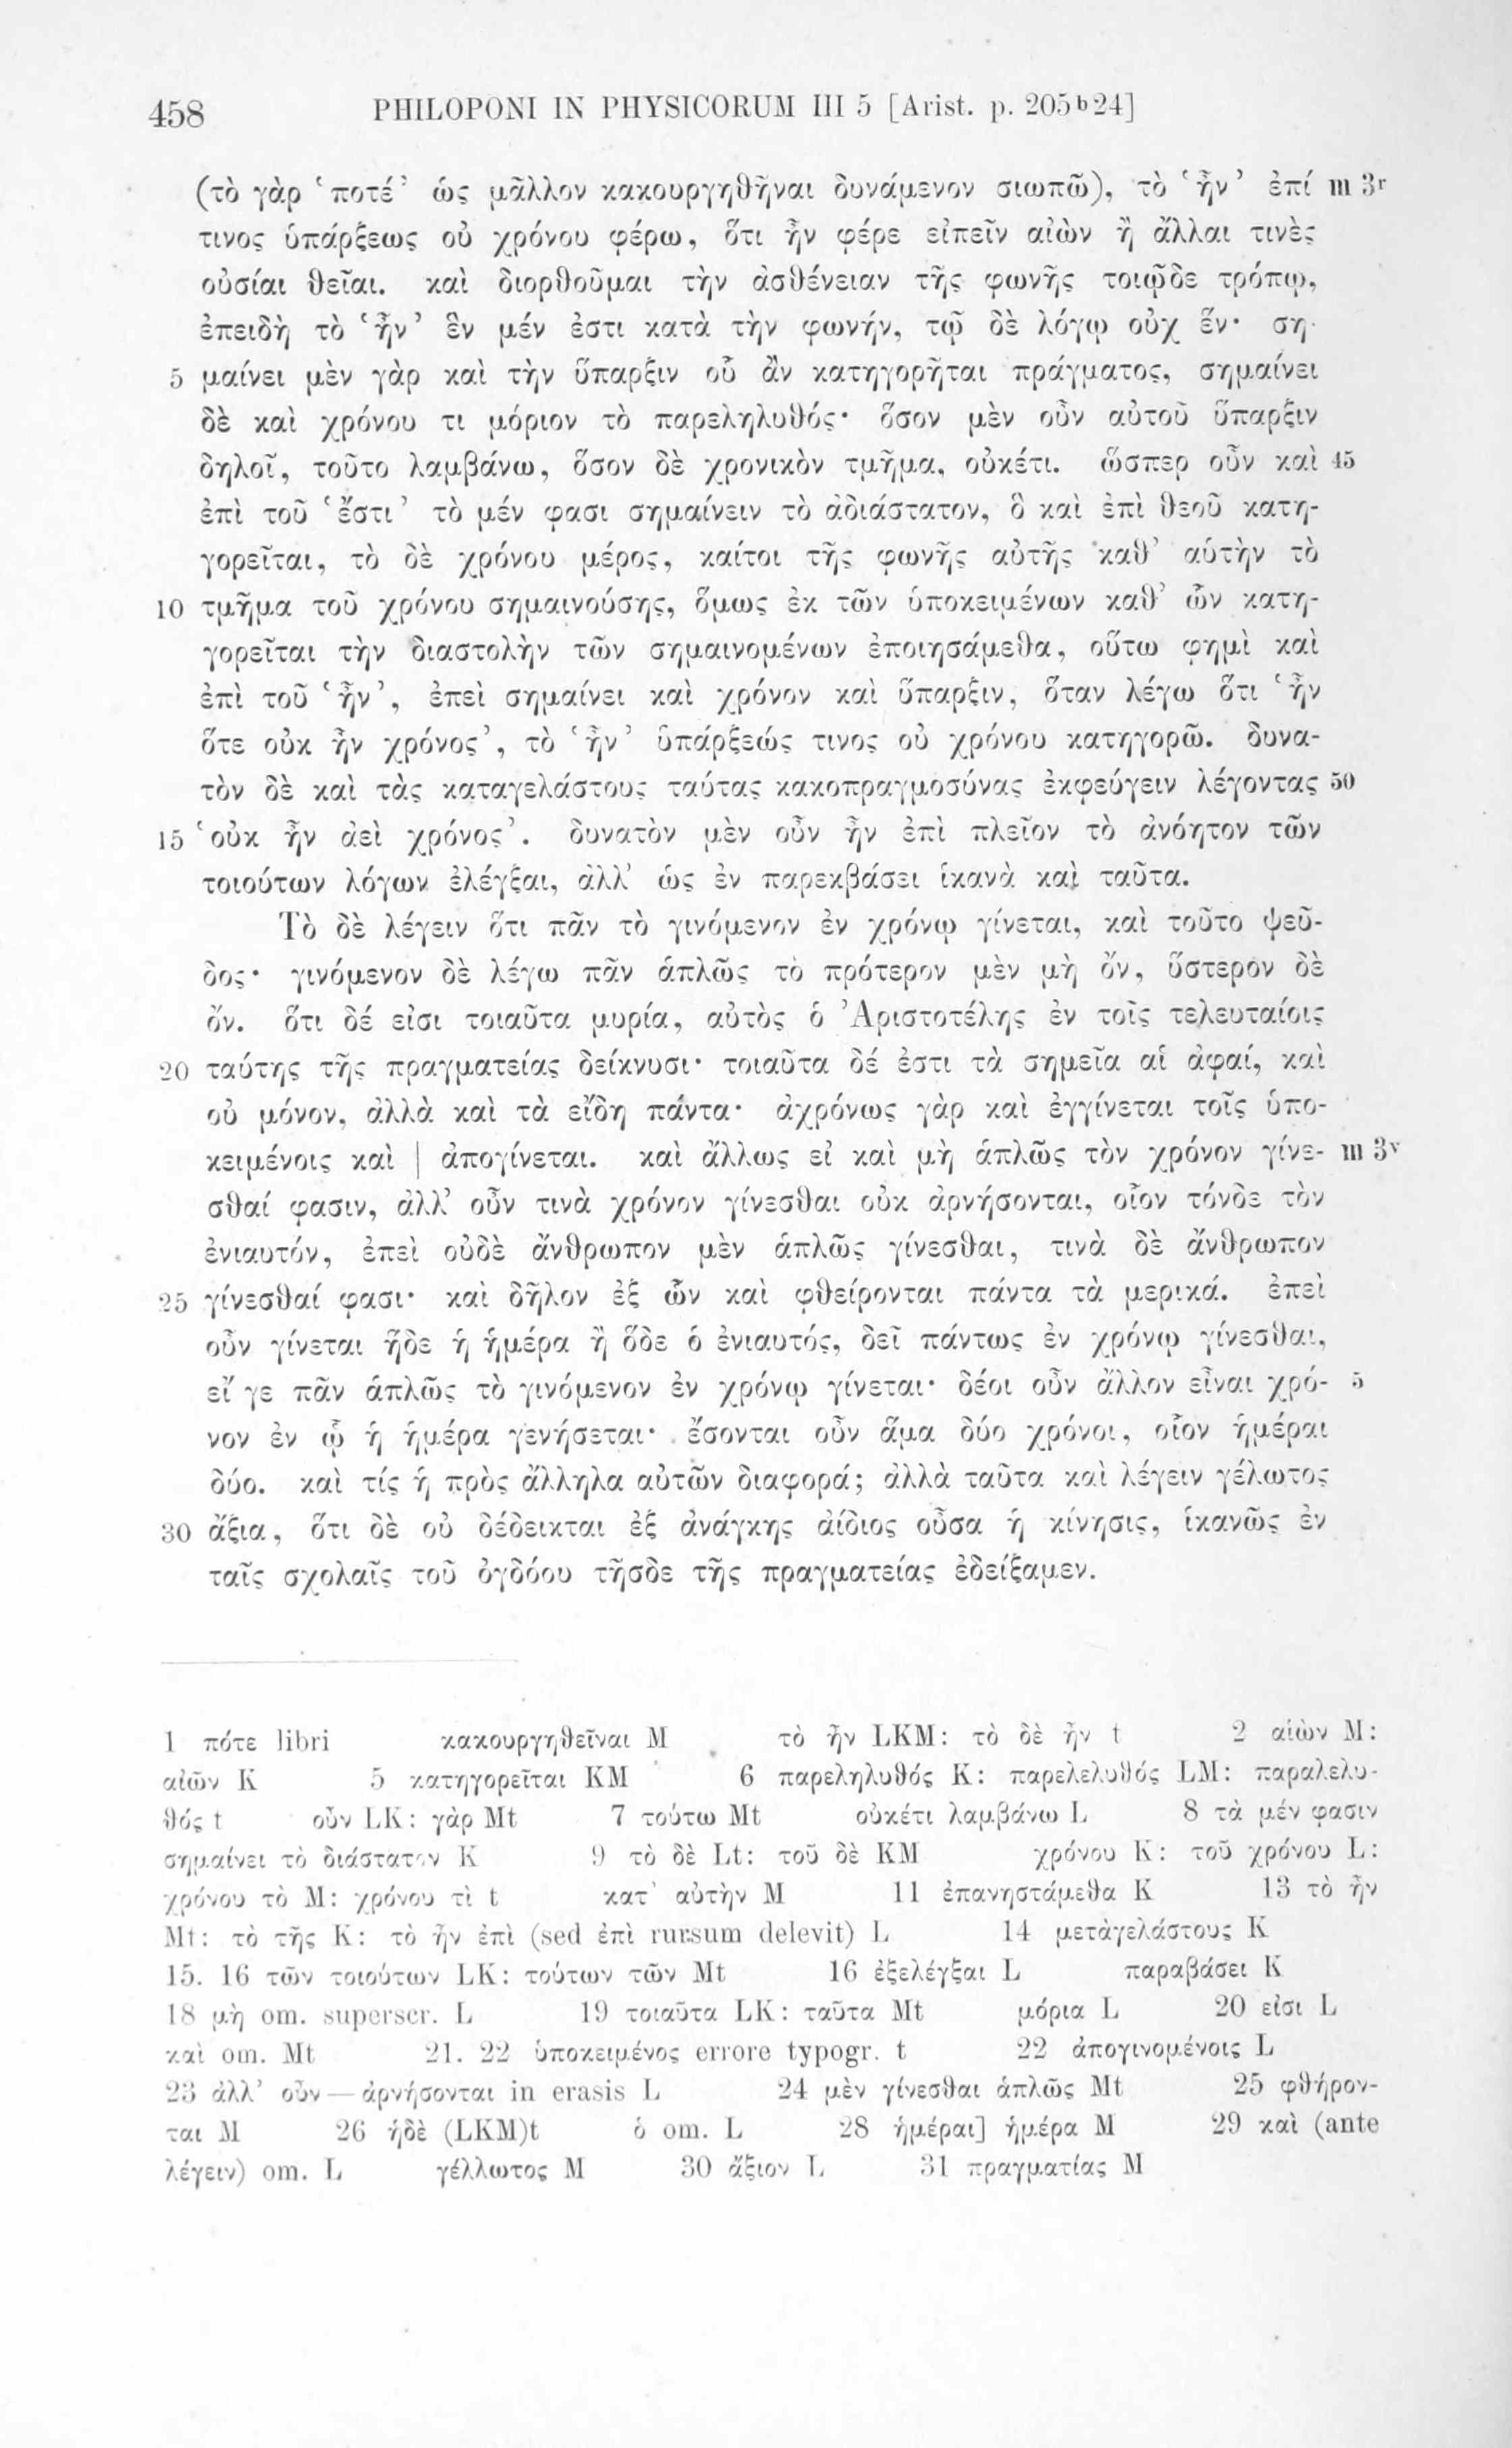 458 PHILOPONI IN PHYSICORUM III 5 [Arist. p. 205ᵇ24]
(τὸ γὰρ ‘ποτέ’ ὡς μᾶλλον κακουργηθῆναι δυνάμενον σιωπῶ), τὸ ‘ἦν’ ἐπί m 3ʳ
τινος ὑπάρξεως οὐ χρόνου φέρω, ὅτι ἦν φέρε εἰπεῖν αἰὼν ἢ ἄλλαι τινὲς
οὐσίαι θεῖαι. καὶ διορθοῦμαι τὴν ἀσθένειαν τῆς φωνῆς τοιῷδε τρόπῳ,
ἐπειδὴ τὸ ‘ἦν’ ἓν μέν ἐστι κατὰ τὴν φωνήν, τῷ δὲ λόγῳ οὐχ ἕν· ση-
5 μαίνει μὲν γὰρ καὶ τὴν ὕπαρξιν οὗ ἂν κατηγορῆται πράγματος, σημαίνει
δὲ καὶ χρόνου τι μόριον τὸ παρεληλυθός· ὅσον μὲν οὖν αὐτοῦ ὕπαρξιν
δηλοῖ, τοῦτο λαμβάνω, ὅσον δὲ χρονικὸν τμῆμα, οὐκέτι. ὥσπερ οὖν καὶ 45
ἐπὶ τοῦ ‘ἔστι’ τὸ μέν φασι σημαίνειν τὸ ἀδιάστατον, ὃ καὶ ἐπὶ θεοῦ κατη-
γορεῖται, τὸ δὲ χρόνου μέρος, καίτοι τῆς φωνῆς αὐτῆς καθ’ αὑτὴν τὸ
10 τμῆμα τοῦ χρόνου σημαινούσης, ὅμως ἐκ τῶν ὑποκειμένων καθ’ ὧν κατη-
γορεῖται τὴν διαστολὴν τῶν σημαινομένων ἐποιησάμεθα, οὕτω φημὶ καὶ
ἐπὶ τοῦ ‘ἦν’, ἐπεὶ σημαίνει καὶ χρόνον καὶ ὕπαρξιν, ὅταν λέγω ὅτι ‘ἦν
ὅτε οὐκ ἦν χρόνος’, τὸ ‘ἦν’ ὑπάρξεώς τινος οὐ χρόνου κατηγορῶ. δυνα-
τὸν δὲ καὶ τὰς καταγελάστους ταύτας κακοπραγμοσύνας ἐκφεύγειν λέγοντας 50
15 ‘οὐκ ἦν ἀεὶ χρόνος’. δυνατὸν μὲν οὖν ἦν ἐπὶ πλεῖον τὸ ἀνόητον τῶν
τοιούτων λόγων ἐλέγξαι, ἀλλ’ ὡς ἐν παρεκβάσει ἱκανὰ καὶ ταῦτα.
Τὸ δὲ λέγειν ὅτι πᾶν τὸ γινόμενον ἐν χρόνῳ γίνεται, καὶ τοῦτο ψεῦ-
δος· γινόμενον δὲ λέγω πᾶν ἁπλῶς τὸ πρότερον μὲν μὴ ὄν, ὕστερον δὲ
ὄν. ὅτι δέ εἰσι τοιαῦτα μυρία, αὐτὸς ὁ Ἀριστοτέλης ἐν τοῖς τελευταίοις
20 ταύτης τῆς πραγματείας δείκνυσι· τοιαῦτα δέ ἐστι τὰ σημεῖα αἱ ἁφαί, καὶ
οὐ μόνον, ἀλλὰ καὶ τὰ εἴδη πάντα· ἀχρόνως γὰρ καὶ ἐγγίνεται τοῖς ὑπο-
κειμένοις καὶ | ἀπογίνεται. καὶ ἄλλως εἰ καὶ μὴ ἁπλῶς τὸν χρόνον γίνε- m 3ᵛ
σθαί φασιν, ἀλλ’ οὖν τινὰ χρόνον γίνεσθαι οὐκ ἀρνήσονται, οἷον τόνδε τὸν
ἐνιαυτόν, ἐπεὶ οὐδὲ ἄνθρωπον μὲν ἁπλῶς γίνεσθαι, τινὰ δὲ ἄνθρωπον
25 γίνεσθαί φασι· καὶ δῆλον ἐξ ὧν καὶ φθείρονται πάντα τὰ μερικά. ἐπεὶ
οὖν γίνεται ἥδε ἡ ἡμέρα ἢ ὅδε ὁ ἐνιαυτός, δεῖ πάντως ἐν χρόνῳ γίνεσθαι,
εἴ γε πᾶν ἁπλῶς τὸ γινόμενον ἐν χρόνῳ γίνεται· δέοι οὖν ἄλλον εἶναι χρό- 5
νον ἐν ᾧ ἡ ἡμέρα γενήσεται· ἔσονται οὖν ἅμα δύο χρόνοι, οἷον ἡμέραι
δύο. καὶ τίς ἡ πρὸς ἄλληλα αὐτῶν διαφορά; ἀλλὰ ταῦτα καὶ λέγειν γέλωτος
30 ἄξια, ὅτι δὲ οὐ δέδεικται ἐξ ἀνάγκης ἀίδιος οὖσα ἡ κίνησις, ἱκανῶς ἐν
ταῖς σχολαῖς τοῦ ὀγδόου τῆσδε τῆς πραγματείας ἐδείξαμεν.
1 πότε libri κακουργηθεῖναι M τὸ ἦν LKM: τὸ δὲ ἦν t 2 αἰὼν M:
αἰῶν K 5 κατηγορεῖται KM 6 παρεληλυθός K: παρελελυθός LM: παραλελυ-
θός t οὖν LK: γὰρ Mt 7 τούτω Mt οὐκέτι λαμβάνω L 8 τὰ μέν φασιν
σημαίνει τὸ διάστατον K 9 τὸ δὲ Lt: τοῦ δὲ KM χρόνου K: τοῦ χρόνου L:
χρόνου τὸ M: χρόνου τὶ t κατ’ αὐτὴν M 11 ἐπανηστάμεθα K 13 τὸ ἦν
Mt: τὸ τῆς K: τὸ ἦν ἐπὶ (sed ἐπὶ rursum delevit) L 14 μεταγελάστους K
15. 16 τῶν τοιούτων LK: τούτων τῶν Mt 16 ἐξελέγξαι L παραβάσει K
18 μὴ om. superscr. L 19 τοιαῦτα LK: ταῦτα Mt μόρια L 20 εἰσι L
καὶ om. Mt 21. 22 ὑποκειμένος errore typogr. t 22 ἀπογινομένοις L
23 ἀλλ’ οὖν — ἀρνήσονται in erasis L 24 μὲν γίνεσθαι ἁπλῶς Mt 25 φθήρον-
ται M 26 ἡδὲ (LKM)t ὁ om. L 28 ἡμέραι] ἡμέρα M 29 καὶ (ante
λέγειν) om. L γέλλωτος M 30 ἄξιον L 31 πραγματίας M